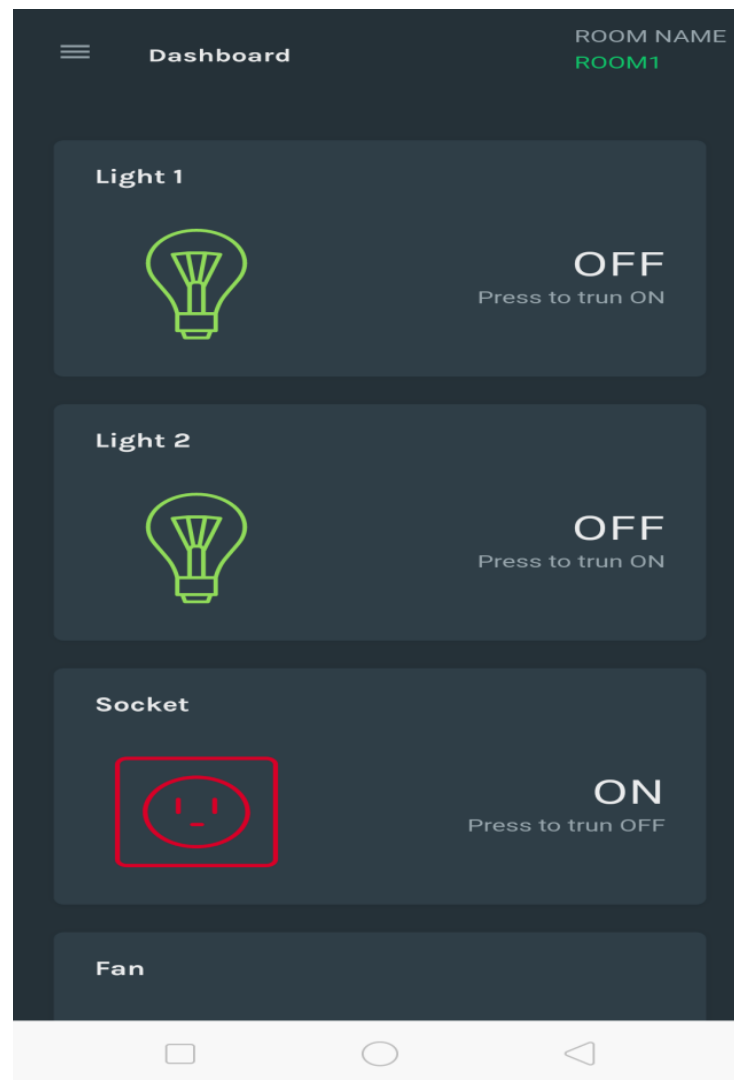 Dashboard
ROOM NAME
ROOM1
Light 1
OFF
Press to trun ON
Light 2
OFF
Press to trun ON
Socket
ON
Press to trun OFF
Fan